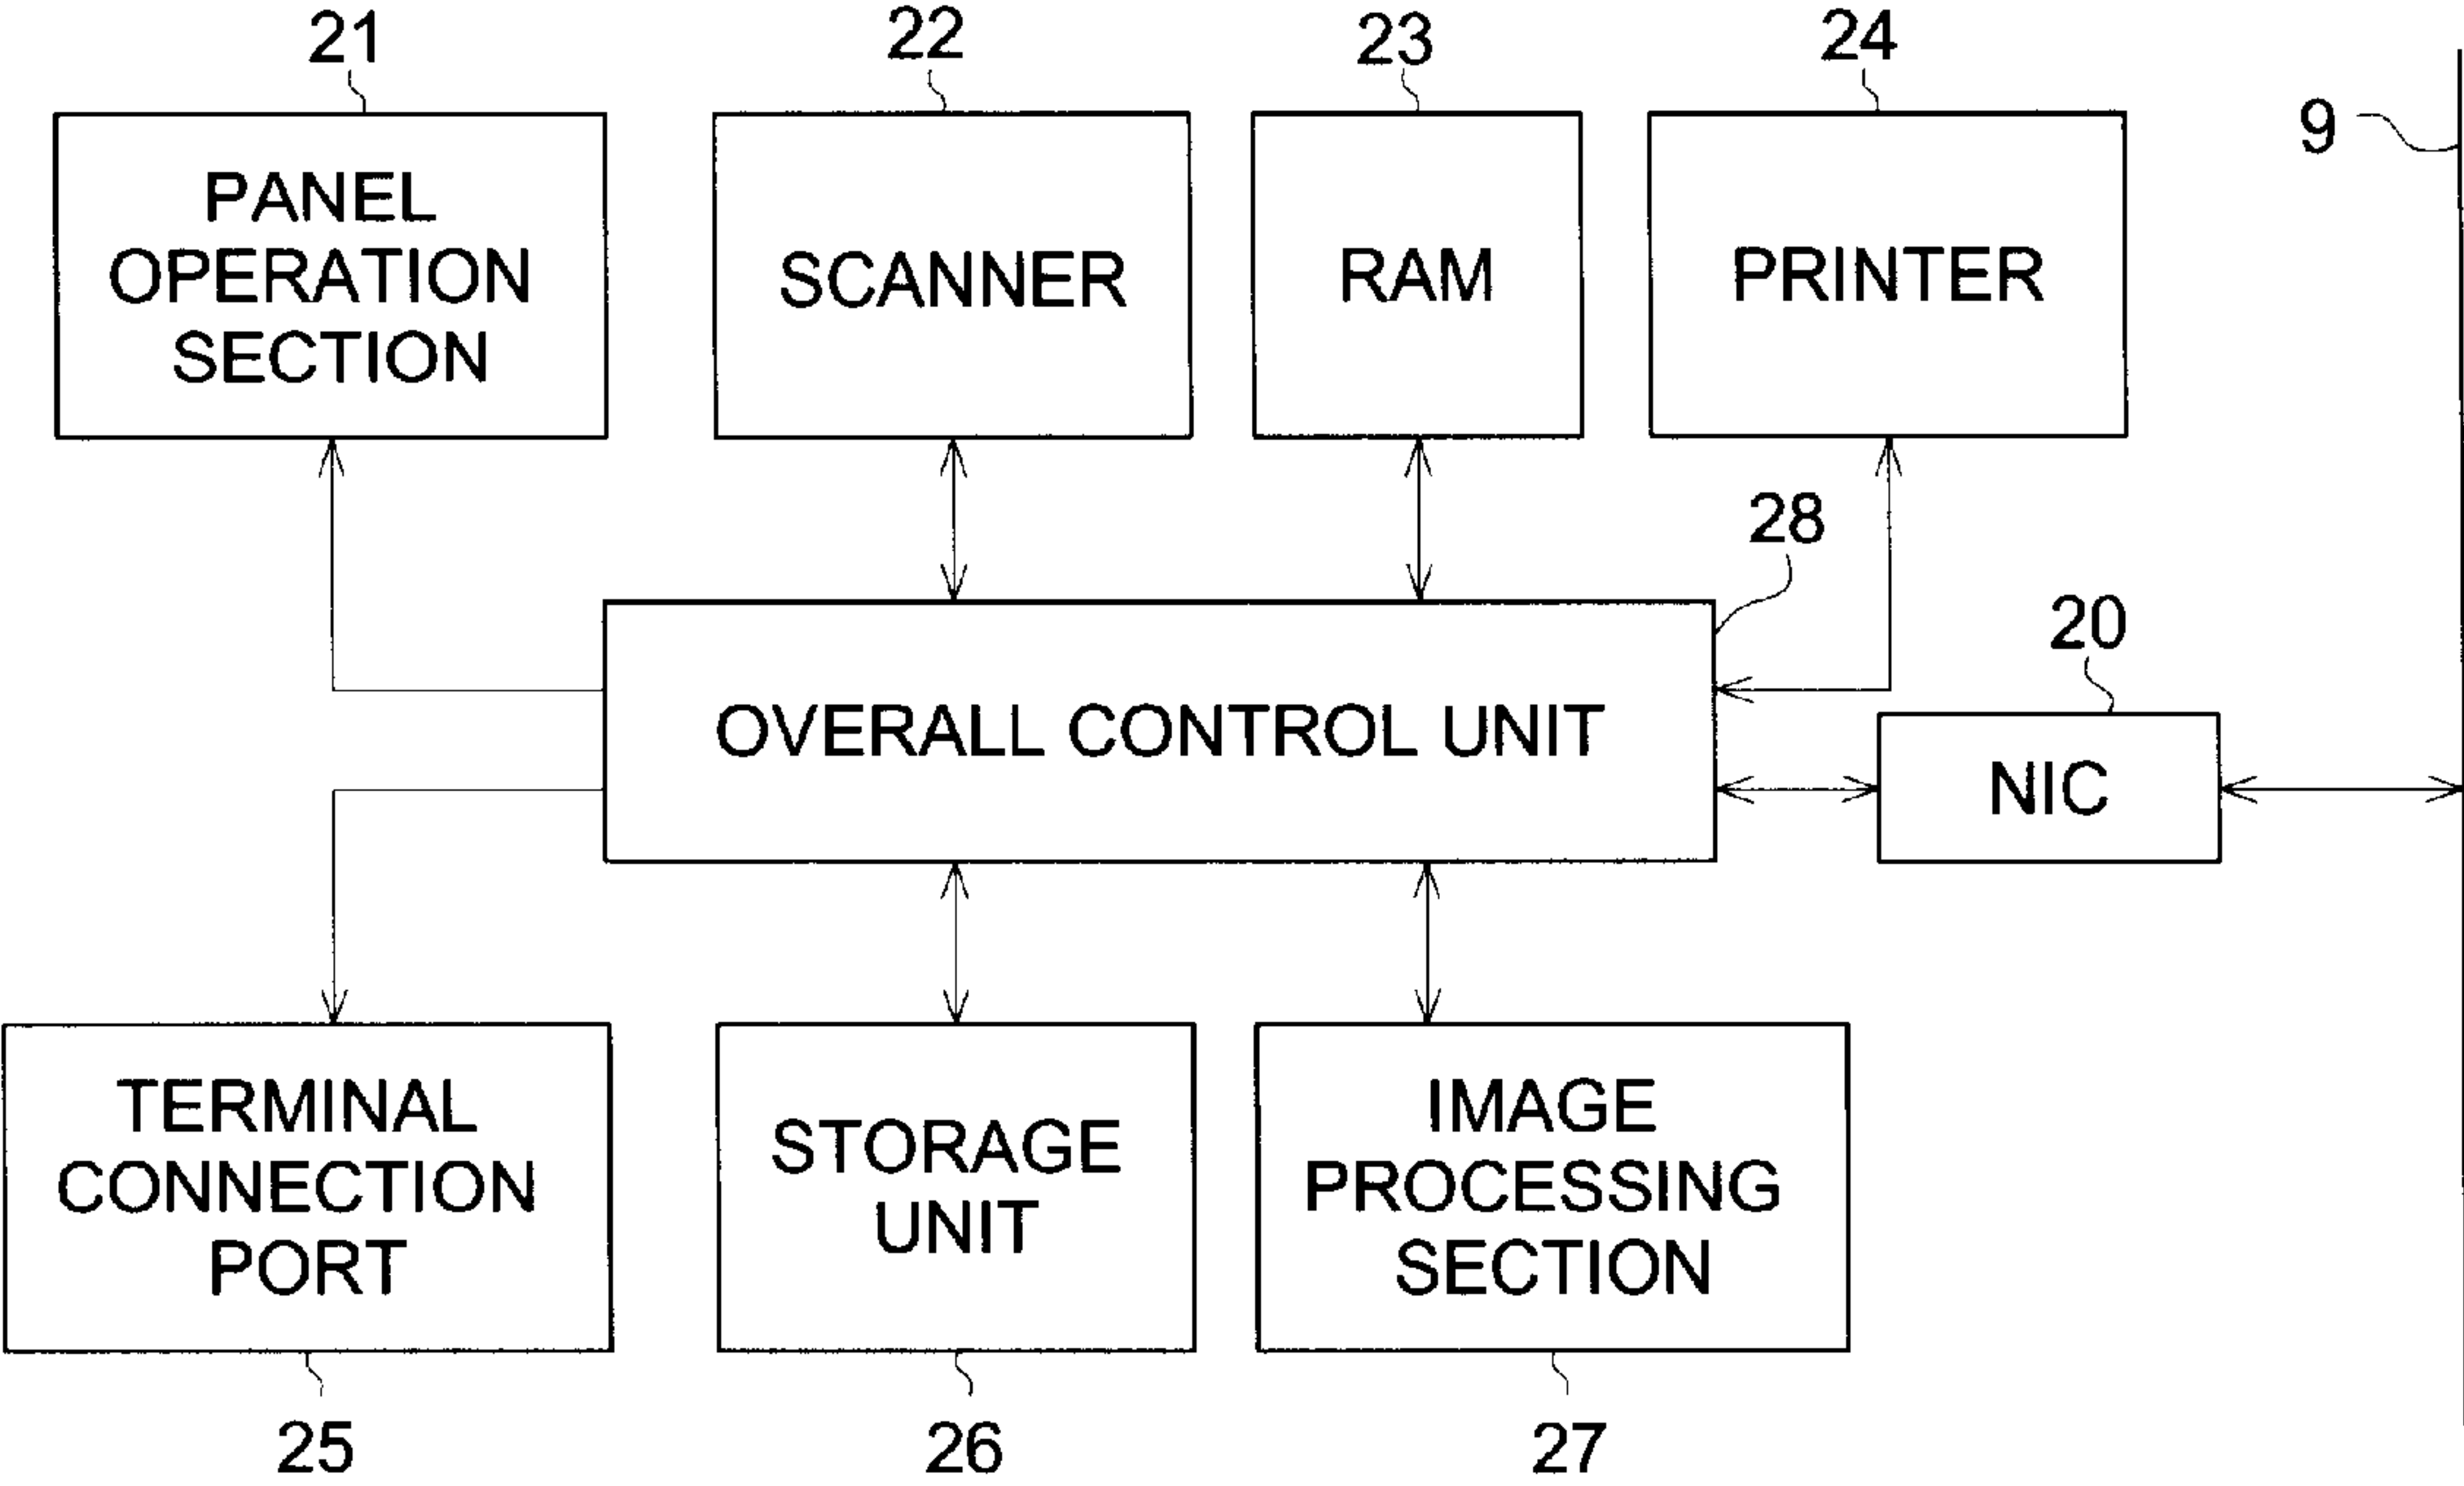 21
22
23
24
9
PANEL
OPERATION
SECTION
SCANNER
RAM
PRINTER
28
20
OVERALL CONTROL UNIT
NIC
TERMINAL
CONNECTION
PORT
STORAGE
UNIT
IMAGE
PROCESSING
SECTION
25
26
27